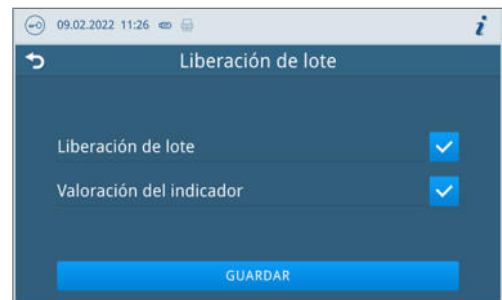 09.02.2022 11:26
Liberación de lote
Liberación de lote
Valoración del indicador
GUARDAR